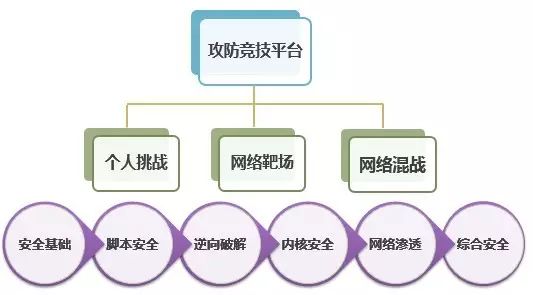 攻防竞技平台
个人挑战
网络靶场
网络混战
安全基础
脚本安全
逆向破解
内核安全
网络渗透
综合安全